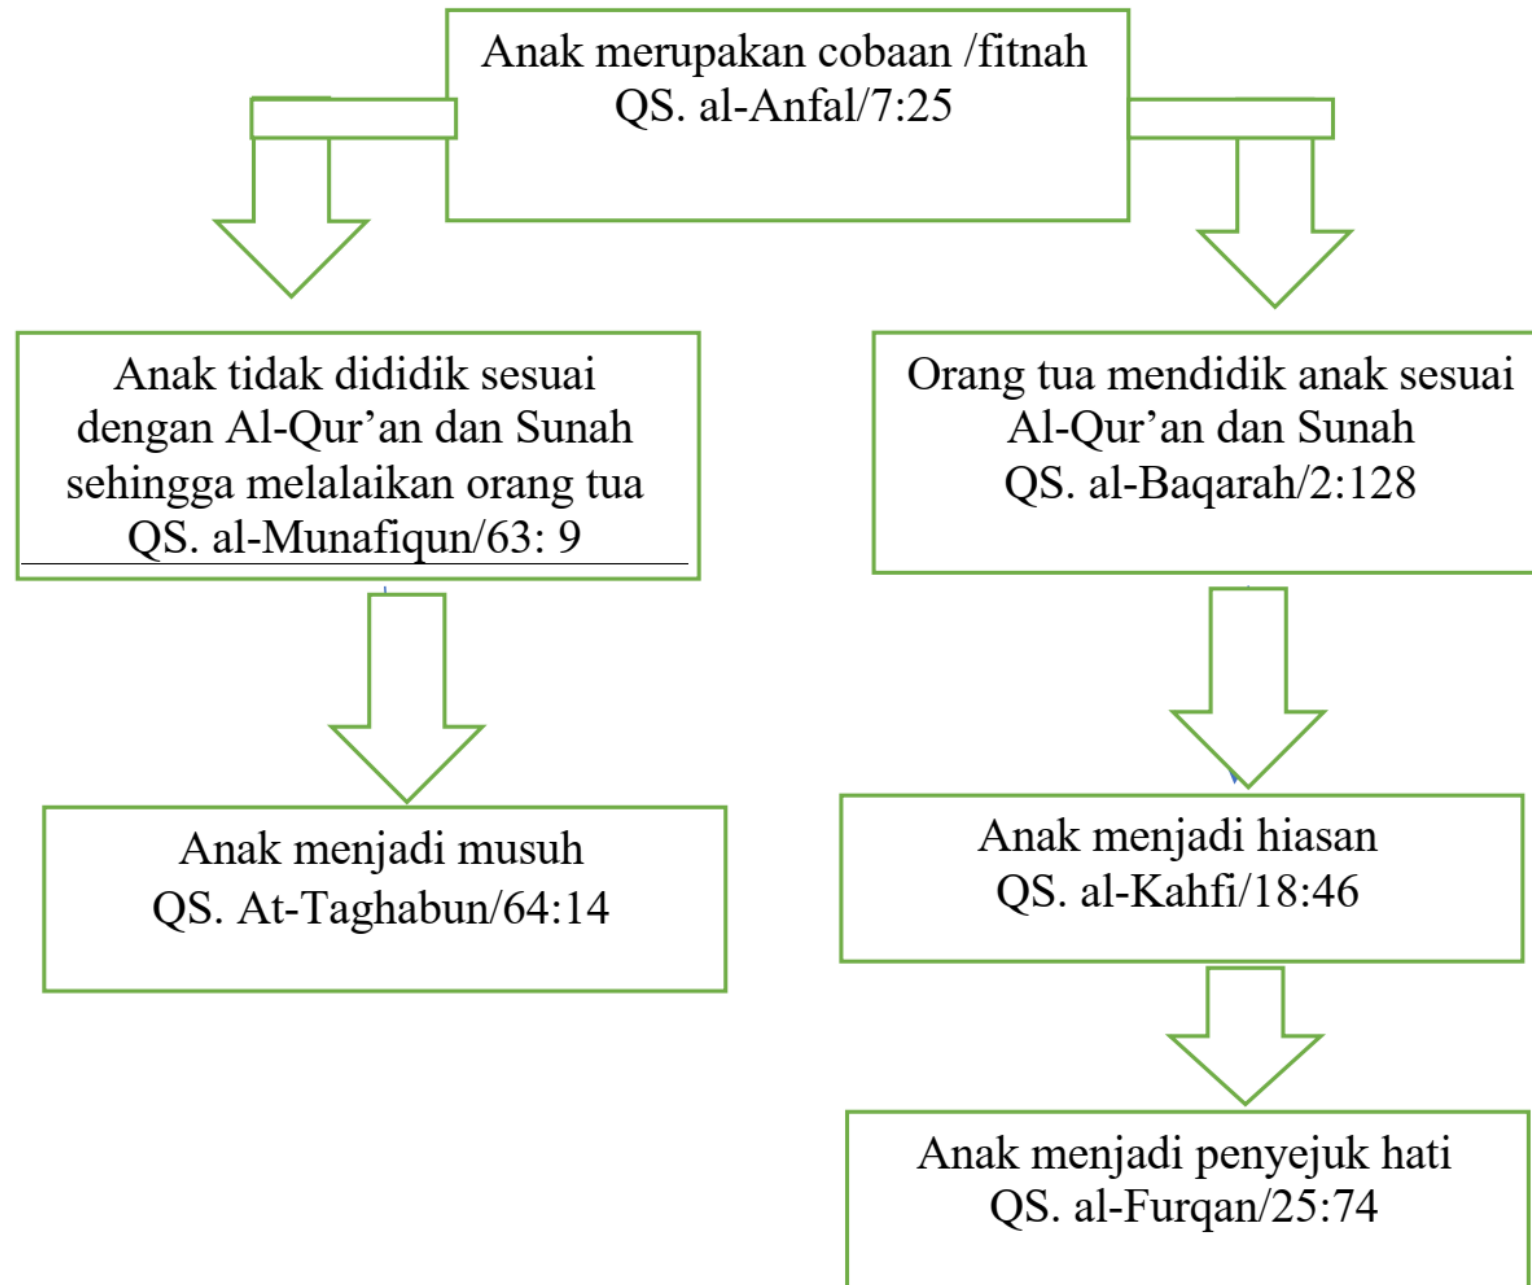 Anak merupakan cobaan /fitnah
QS. al-Anfal/7:25
Anak tidak dididik sesuai
dengan Al-Qur’an dan Sunah
sehingga melalaikan orang tua
QS. al-Munafiqun/63: 9
Orang tua mendidik anak sesuai
Al-Qur’an dan Sunah
QS. al-Baqarah/2:128
Anak menjadi musuh
QS. At-Taghabun/64:14
Anak menjadi hiasan
QS. al-Kahfi/18:46
Anak menjadi penyejuk hati
QS. al-Furqan/25:74